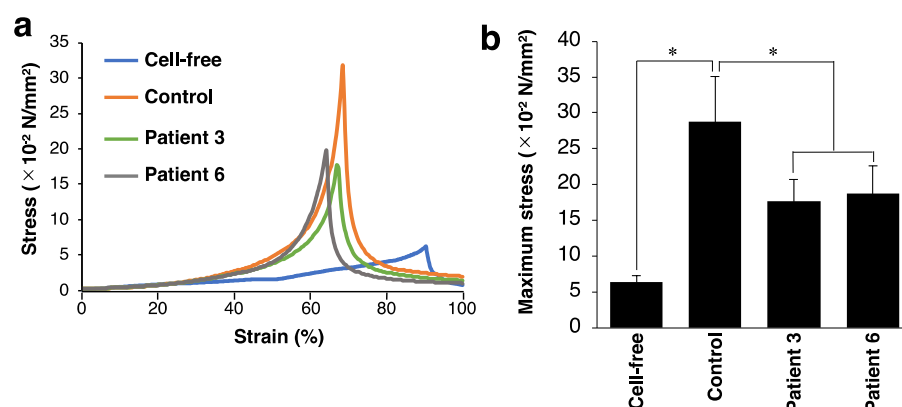 a
Stress (× 10⁻² N/mm²)
35
30
25
20
15
10
5
0
Cell-free
Control
Patient 3
Patient 6
0 20 40 60 80 100
Strain (%)
b
Maximum stress (× 10⁻² N/mm²)
40
35
30
25
20
15
10
5
0
* *
Cell-free
Control
Patient 3
Patient 6